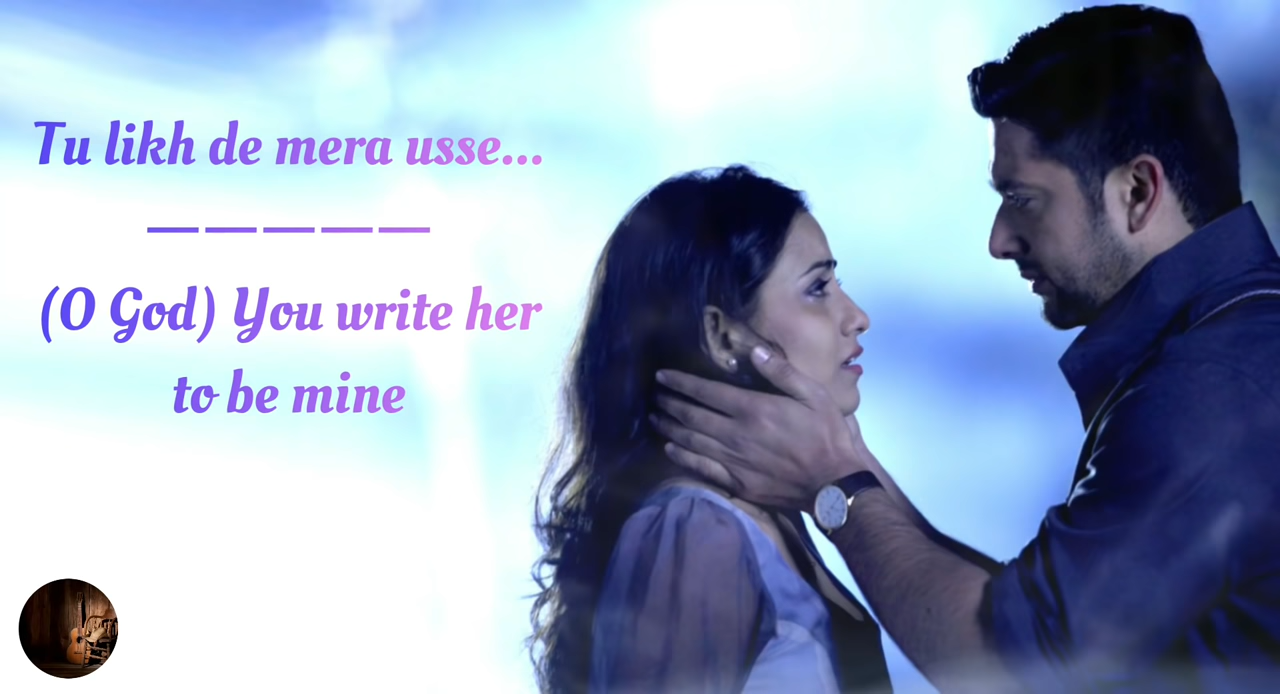 Tu likh de mera usse...
—————
(O God) You write her
to be mine